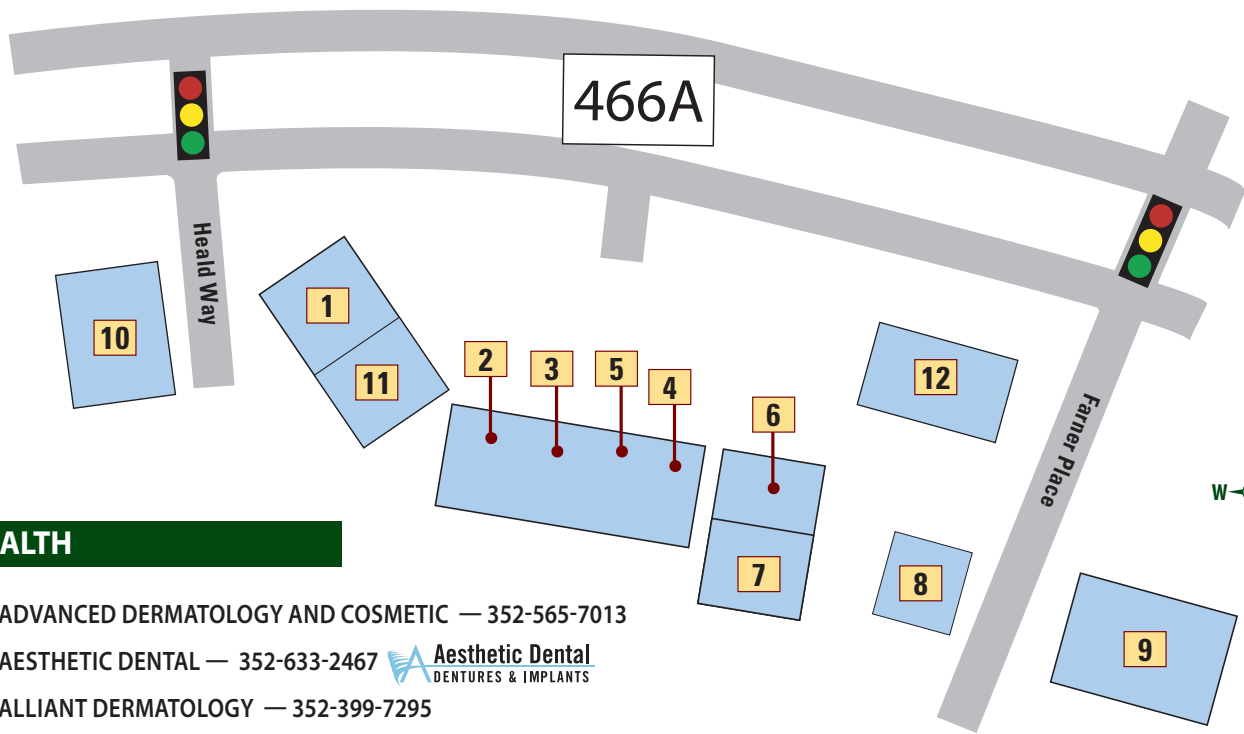 466A
Heald Way
1
10
11
2
3
5
4
12
6
Farner Place
W
ALTH
7
8
ADVANCED DERMATOLOGY AND COSMETIC — 352-565-7013
9
AESTHETIC DENTAL — 352-633-2467
Aesthetic Dental
DENTURES & IMPLANTS
ALLIANT DERMATOLOGY — 352-399-7295